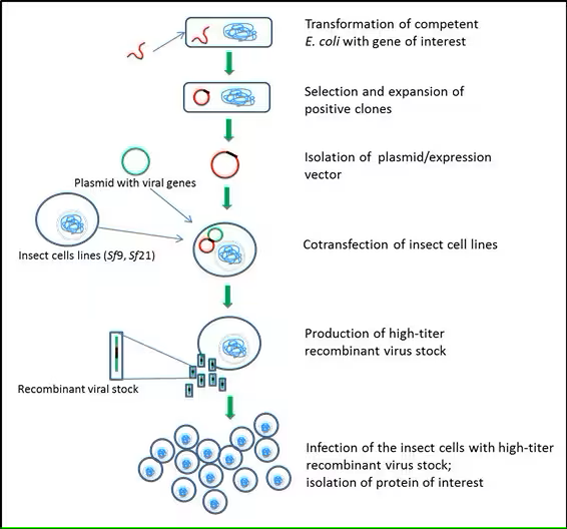 Transformation of competent
E. coli with gene of interest
Selection and expansion of
positive clones
Isolation of plasmid/expression
vector
Plasmid with viral genes
Insect cells lines (Sf9, Sf21)
Cotransfection of insect cell lines
Production of high-titer
recombinant virus stock
Recombinant viral stock
Infection of the insect cells with high-titer
recombinant virus stock;
isolation of protein of interest